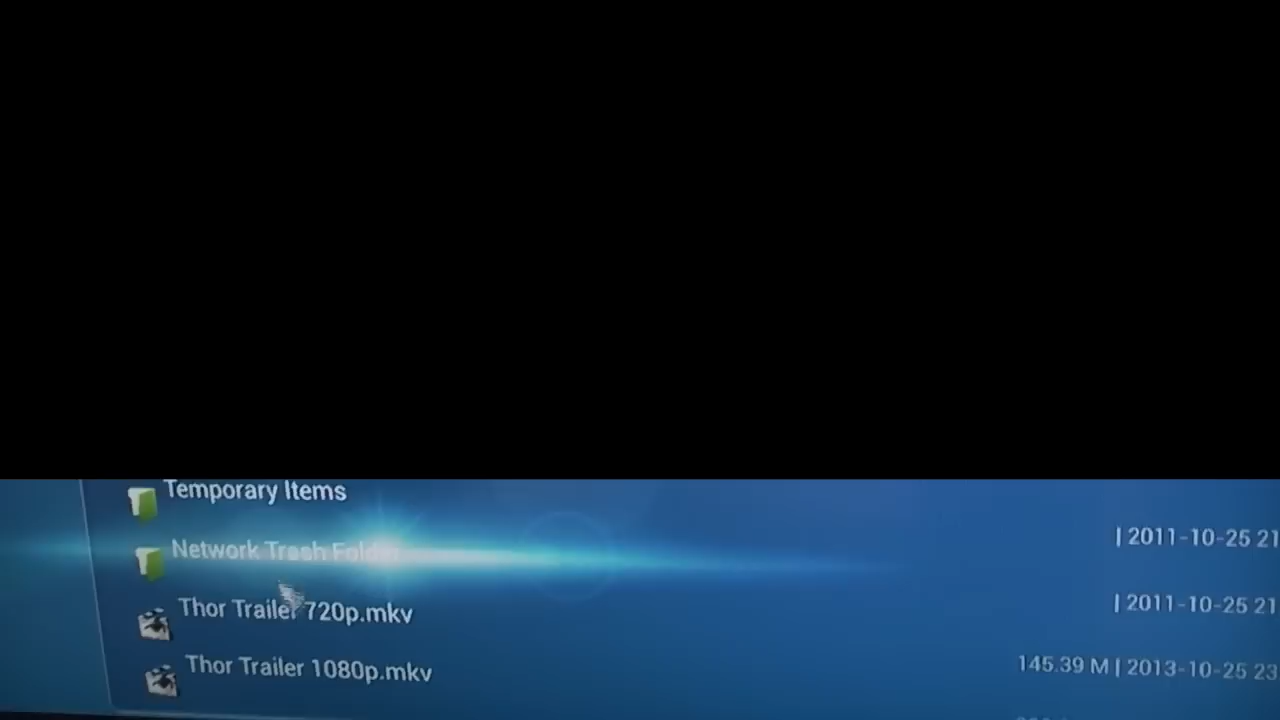 Temporary Items
| 2011-10-25 21
Network Trash Folder
| 2011-10-25 21
Thor Trailer 720p.mkv
145.39 M | 2013-10-25 23
Thor Trailer 1080p.mkv